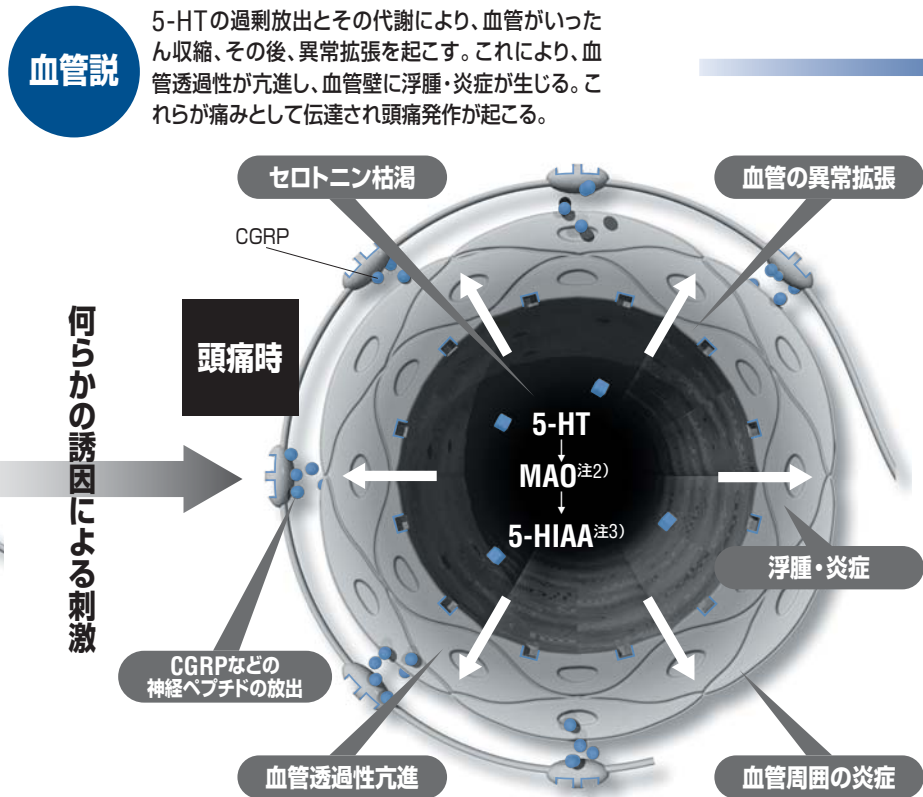 血管説
5-HTの過剰放出とその代謝により、血管がいった
ん収縮、その後、異常拡張を起こす。これにより、血
管透過性が亢進し、血管壁に浮腫・炎症が生じる。こ
れらが痛みとして伝達され頭痛発作が起こる。
セロトニン枯渇
血管の異常拡張
CGRP
何らかの誘因による刺激
頭痛時
5-HT
↓
MAO注2)
↓
5-HIAA注3)
浮腫・炎症
CGRPなどの
神経ペプチドの放出
血管透過性亢進
血管周囲の炎症